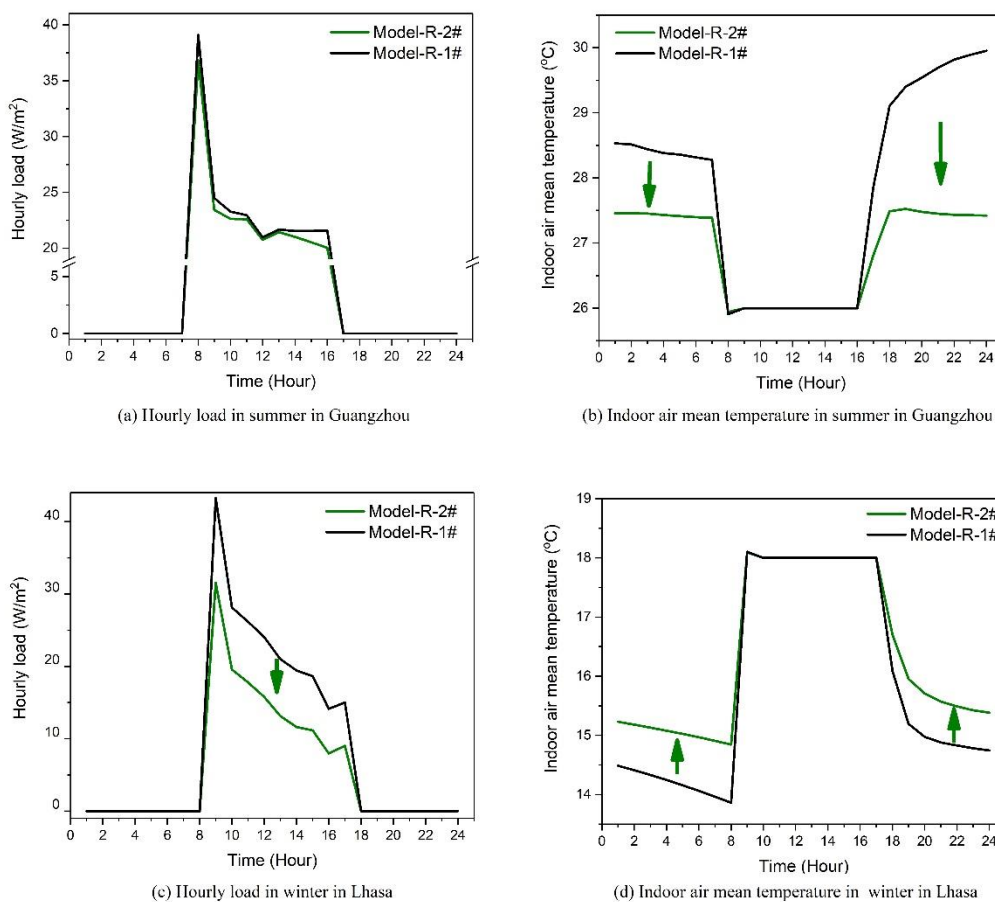 Hourly load (W/m²)
40
35
30
25
20
5
0
Model-R-2#
Model-R-1#
0 2 4 6 8 10 12 14 16 18 20 22 24
Time (Hour)
(a) Hourly load in summer in Guangzhou
Indoor air mean temperature (°C)
30
29
28
27
26
Model-R-2#
Model-R-1#
0 2 4 6 8 10 12 14 16 18 20 22 24
Time (Hour)
(b) Indoor air mean temperature in summer in Guangzhou
Hourly load (W/m²)
40
30
20
10
0
Model-R-2#
Model-R-1#
0 2 4 6 8 10 12 14 16 18 20 22 24
Time (Hour)
(c) Hourly load in winter in Lhasa
Indoor air mean temperature (°C)
19
18
17
16
15
14
Model-R-2#
Model-R-1#
0 2 4 6 8 10 12 14 16 18 20 22 24
Time (Hour)
(d) Indoor air mean temperature in winter in Lhasa